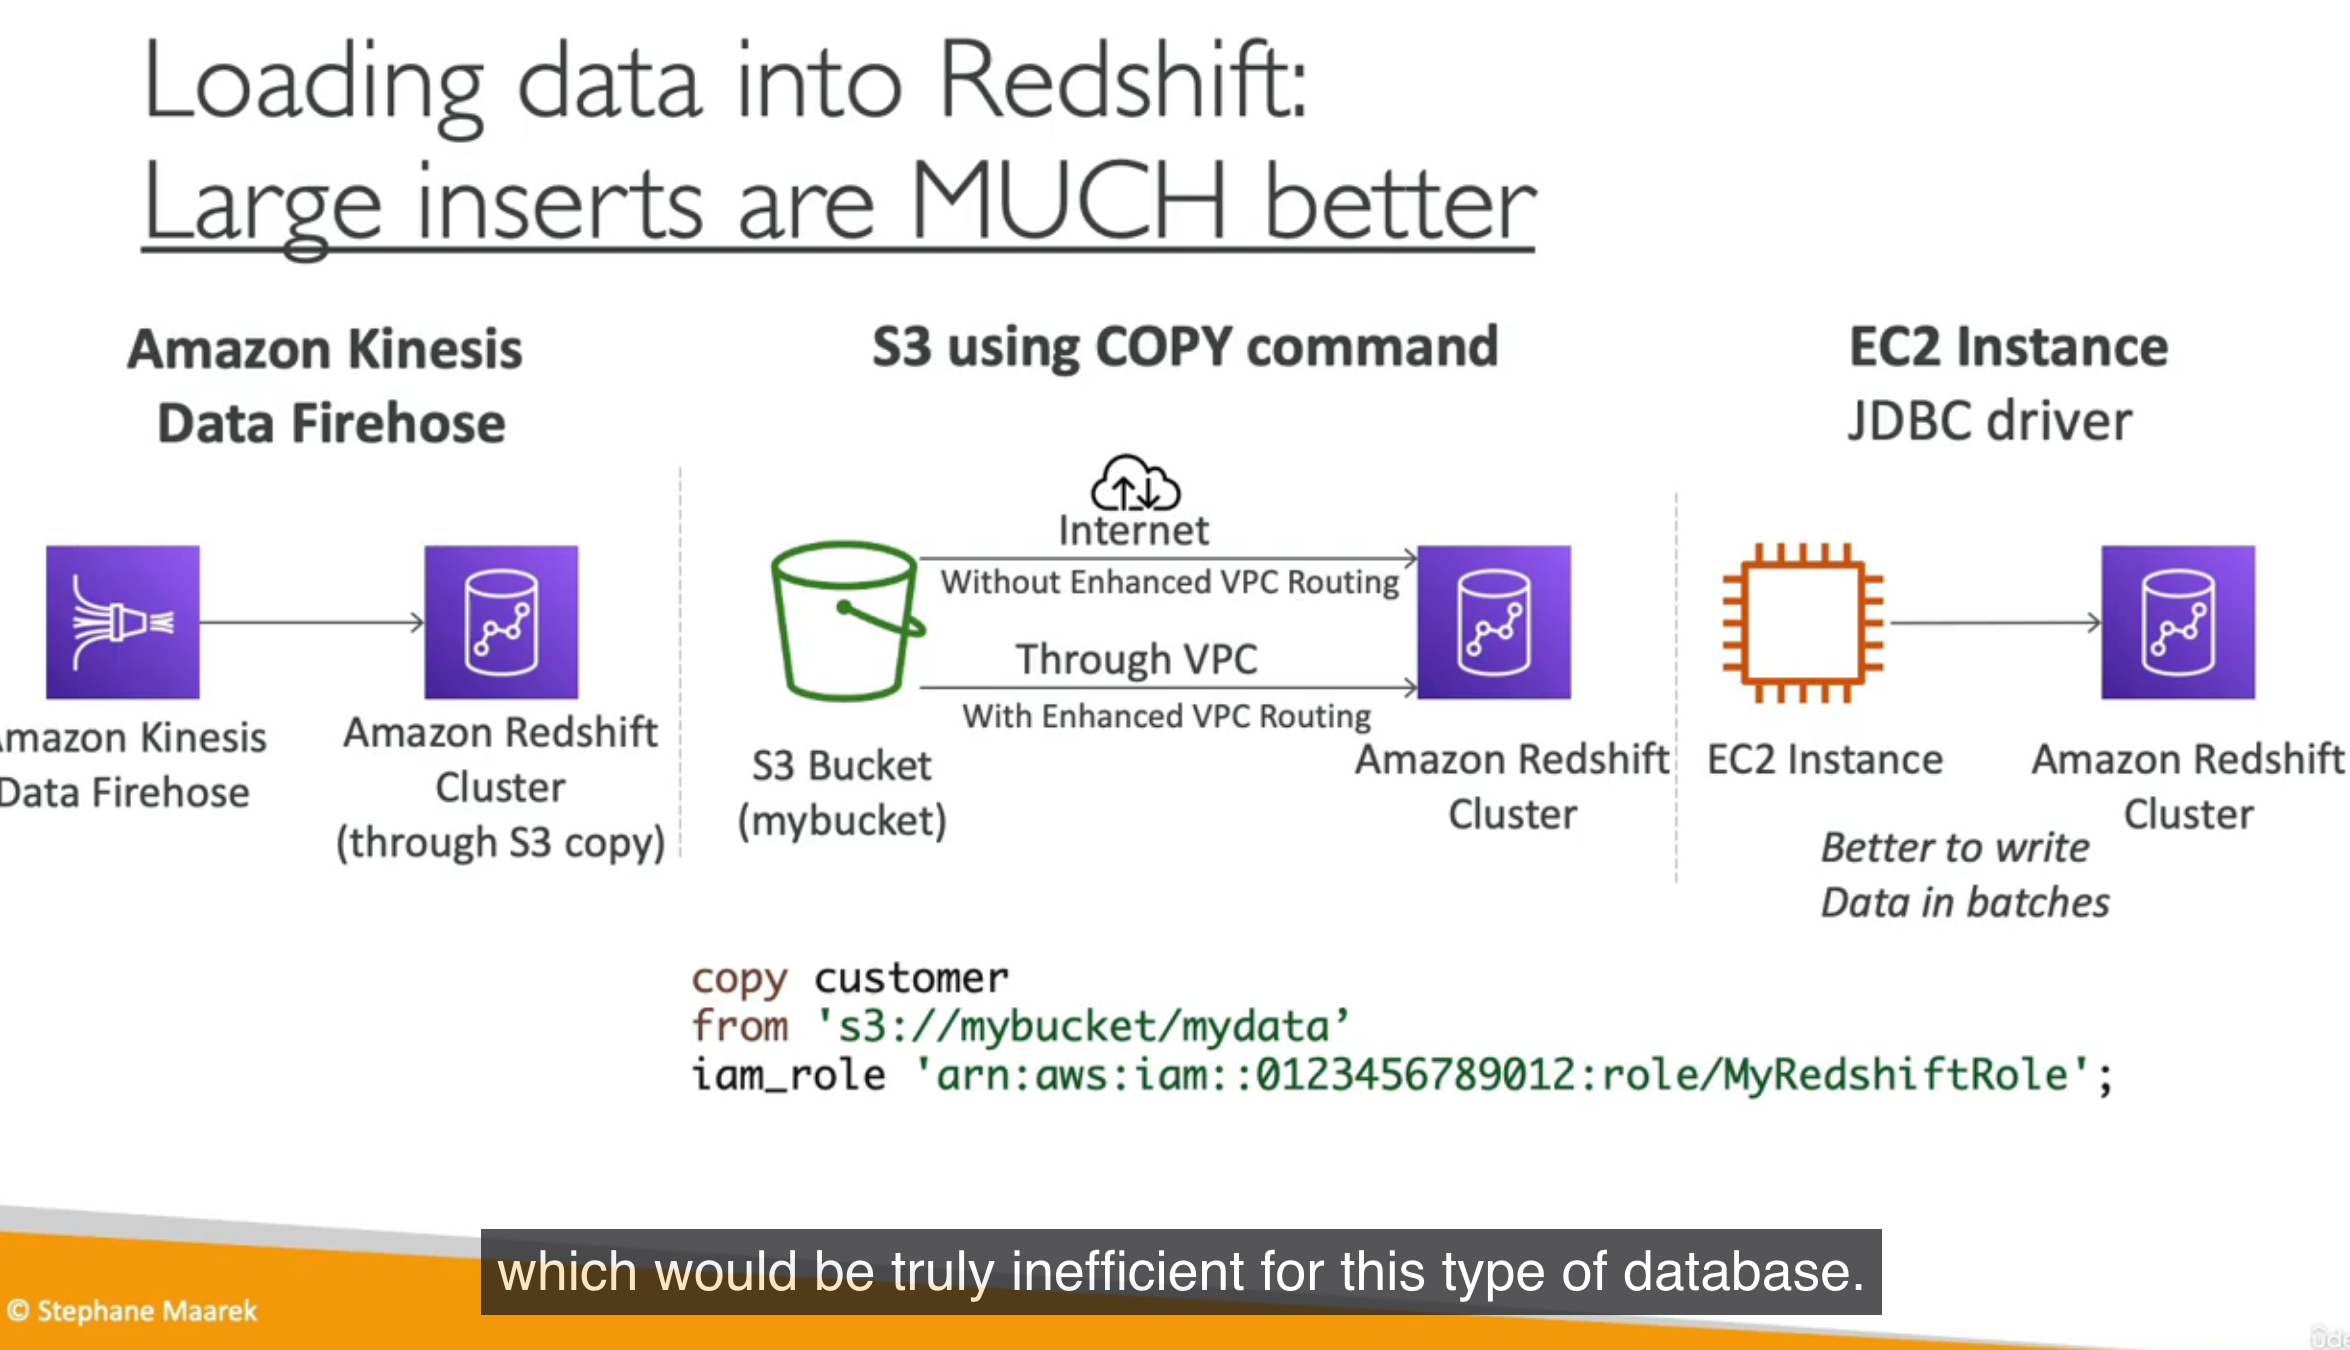 Loading data into Redshift:
Large inserts are MUCH better
Amazon Kinesis
Data Firehose
mazon Kinesis
Data Firehose
Amazon Redshift
Cluster
(through S3 copy)
S3 using COPY command
Internet
Without Enhanced VPC Routing
Through VPC
With Enhanced VPC Routing
S3 Bucket
(mybucket)
Amazon Redshift
Cluster
EC2 Instance
JDBC driver
EC2 Instance
Amazon Redshift
Cluster
Better to write
Data in batches
copy customer
from 's3://mybucket/mydata’
iam_role 'arn:aws:iam::0123456789012:role/MyRedshiftRole';
which would be truly inefficient for this type of database.
© Stephane Maarek